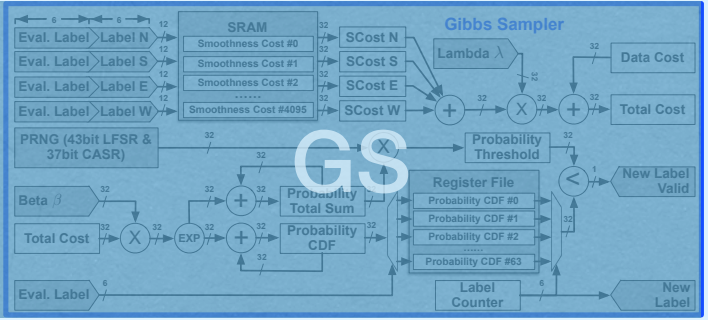 Gibbs Sampler
6
6
12
32
32
Eval. Label
Label N
SRAM
Smoothness Cost #0
SCost N
Lambda λ
Data Cost
12
32
Eval. Label
Label S
Smoothness Cost #1
SCost S
12
32
32
Eval. Label
Label E
Smoothness Cost #2
SCost E
......
12
32
32
32
32
Eval. Label
Label W
Smoothness Cost #4095
SCost W
+
X
+
Total Cost
PRNG (43bit LFSR &
37bit CASR)
32
X
32
Probability
Threshold
32
GS
32
32
32
Beta β
+
Probability
Total Sum
32
Register File
Probability CDF #0
<
1
New Label
Valid
32
32
32
32
32
32
Total Cost
X
EXP
+
Probability
CDF
Probability CDF #1
Probability CDF #2
......
32
Probability CDF #63
Eval. Label
6
Label
Counter
6
New
Label